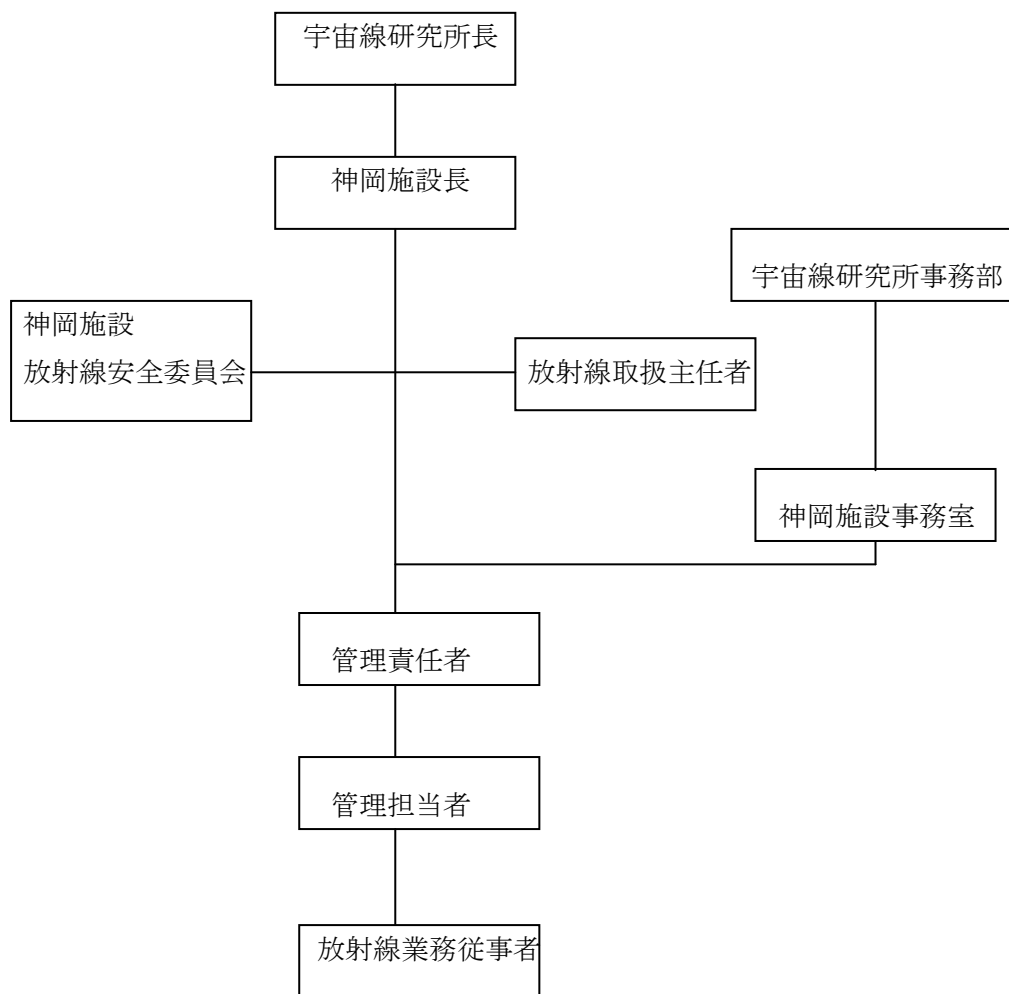 宇宙線研究所長
神岡施設長
宇宙線研究所事務部
神岡施設
放射線安全委員会
放射線取扱主任者
神岡施設事務室
管理責任者
管理担当者
放射線業務従事者